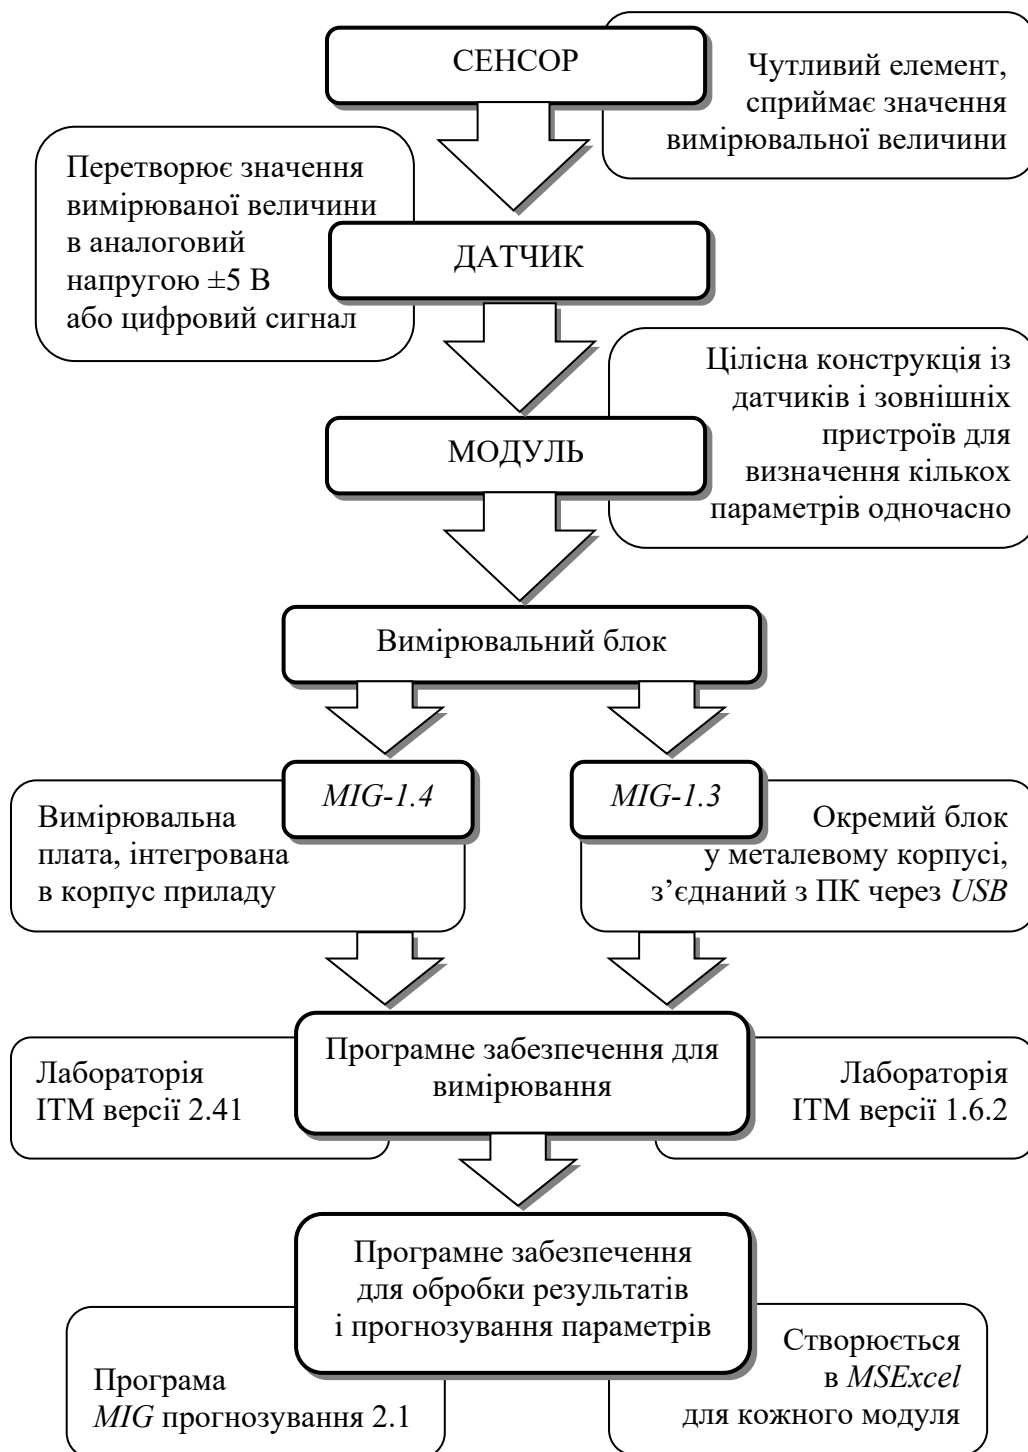 СЕНСОР
Чутливий елемент,
сприймає значення
вимірювальної величини
Перетворює значення
вимірюваної величини
в аналоговий
напругою ±5 В
або цифровий сигнал
ДАТЧИК
Цілісна конструкція із
датчиків і зовнішніх
пристроїв для
визначення кількох
параметрів одночасно
МОДУЛЬ
Вимірювальний блок
MIG-1.4
MIG-1.3
Вимірювальна
плата, інтегрована
в корпус приладу
Окремий блок
у металевому корпусі,
з’єднаний з ПК через USB
Програмне забезпечення для
вимірювання
Лабораторія
ІТМ версії 2.41
Лабораторія
ІТМ версії 1.6.2
Програмне забезпечення
для обробки результатів
і прогнозування параметрів
Програма
MIG прогнозування 2.1
Створюється
в MSExcel
для кожного модуля